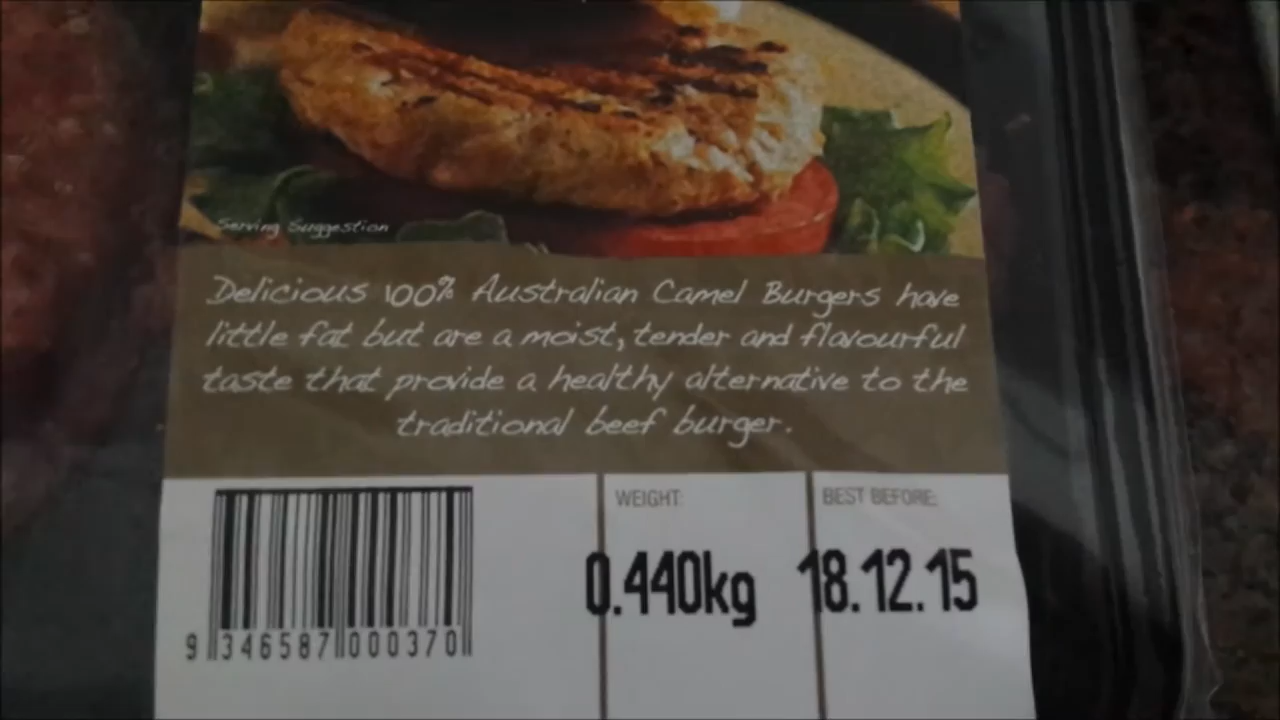 Serving Suggestion
Delicious 100% Australian Camel Burgers have
little fat but are a moist, tender and flavourful
taste that provide a healthy alternative to the
traditional beef burger.
WEIGHT:
BEST BEFORE:
0.440kg
18.12.15
9 346587 000370